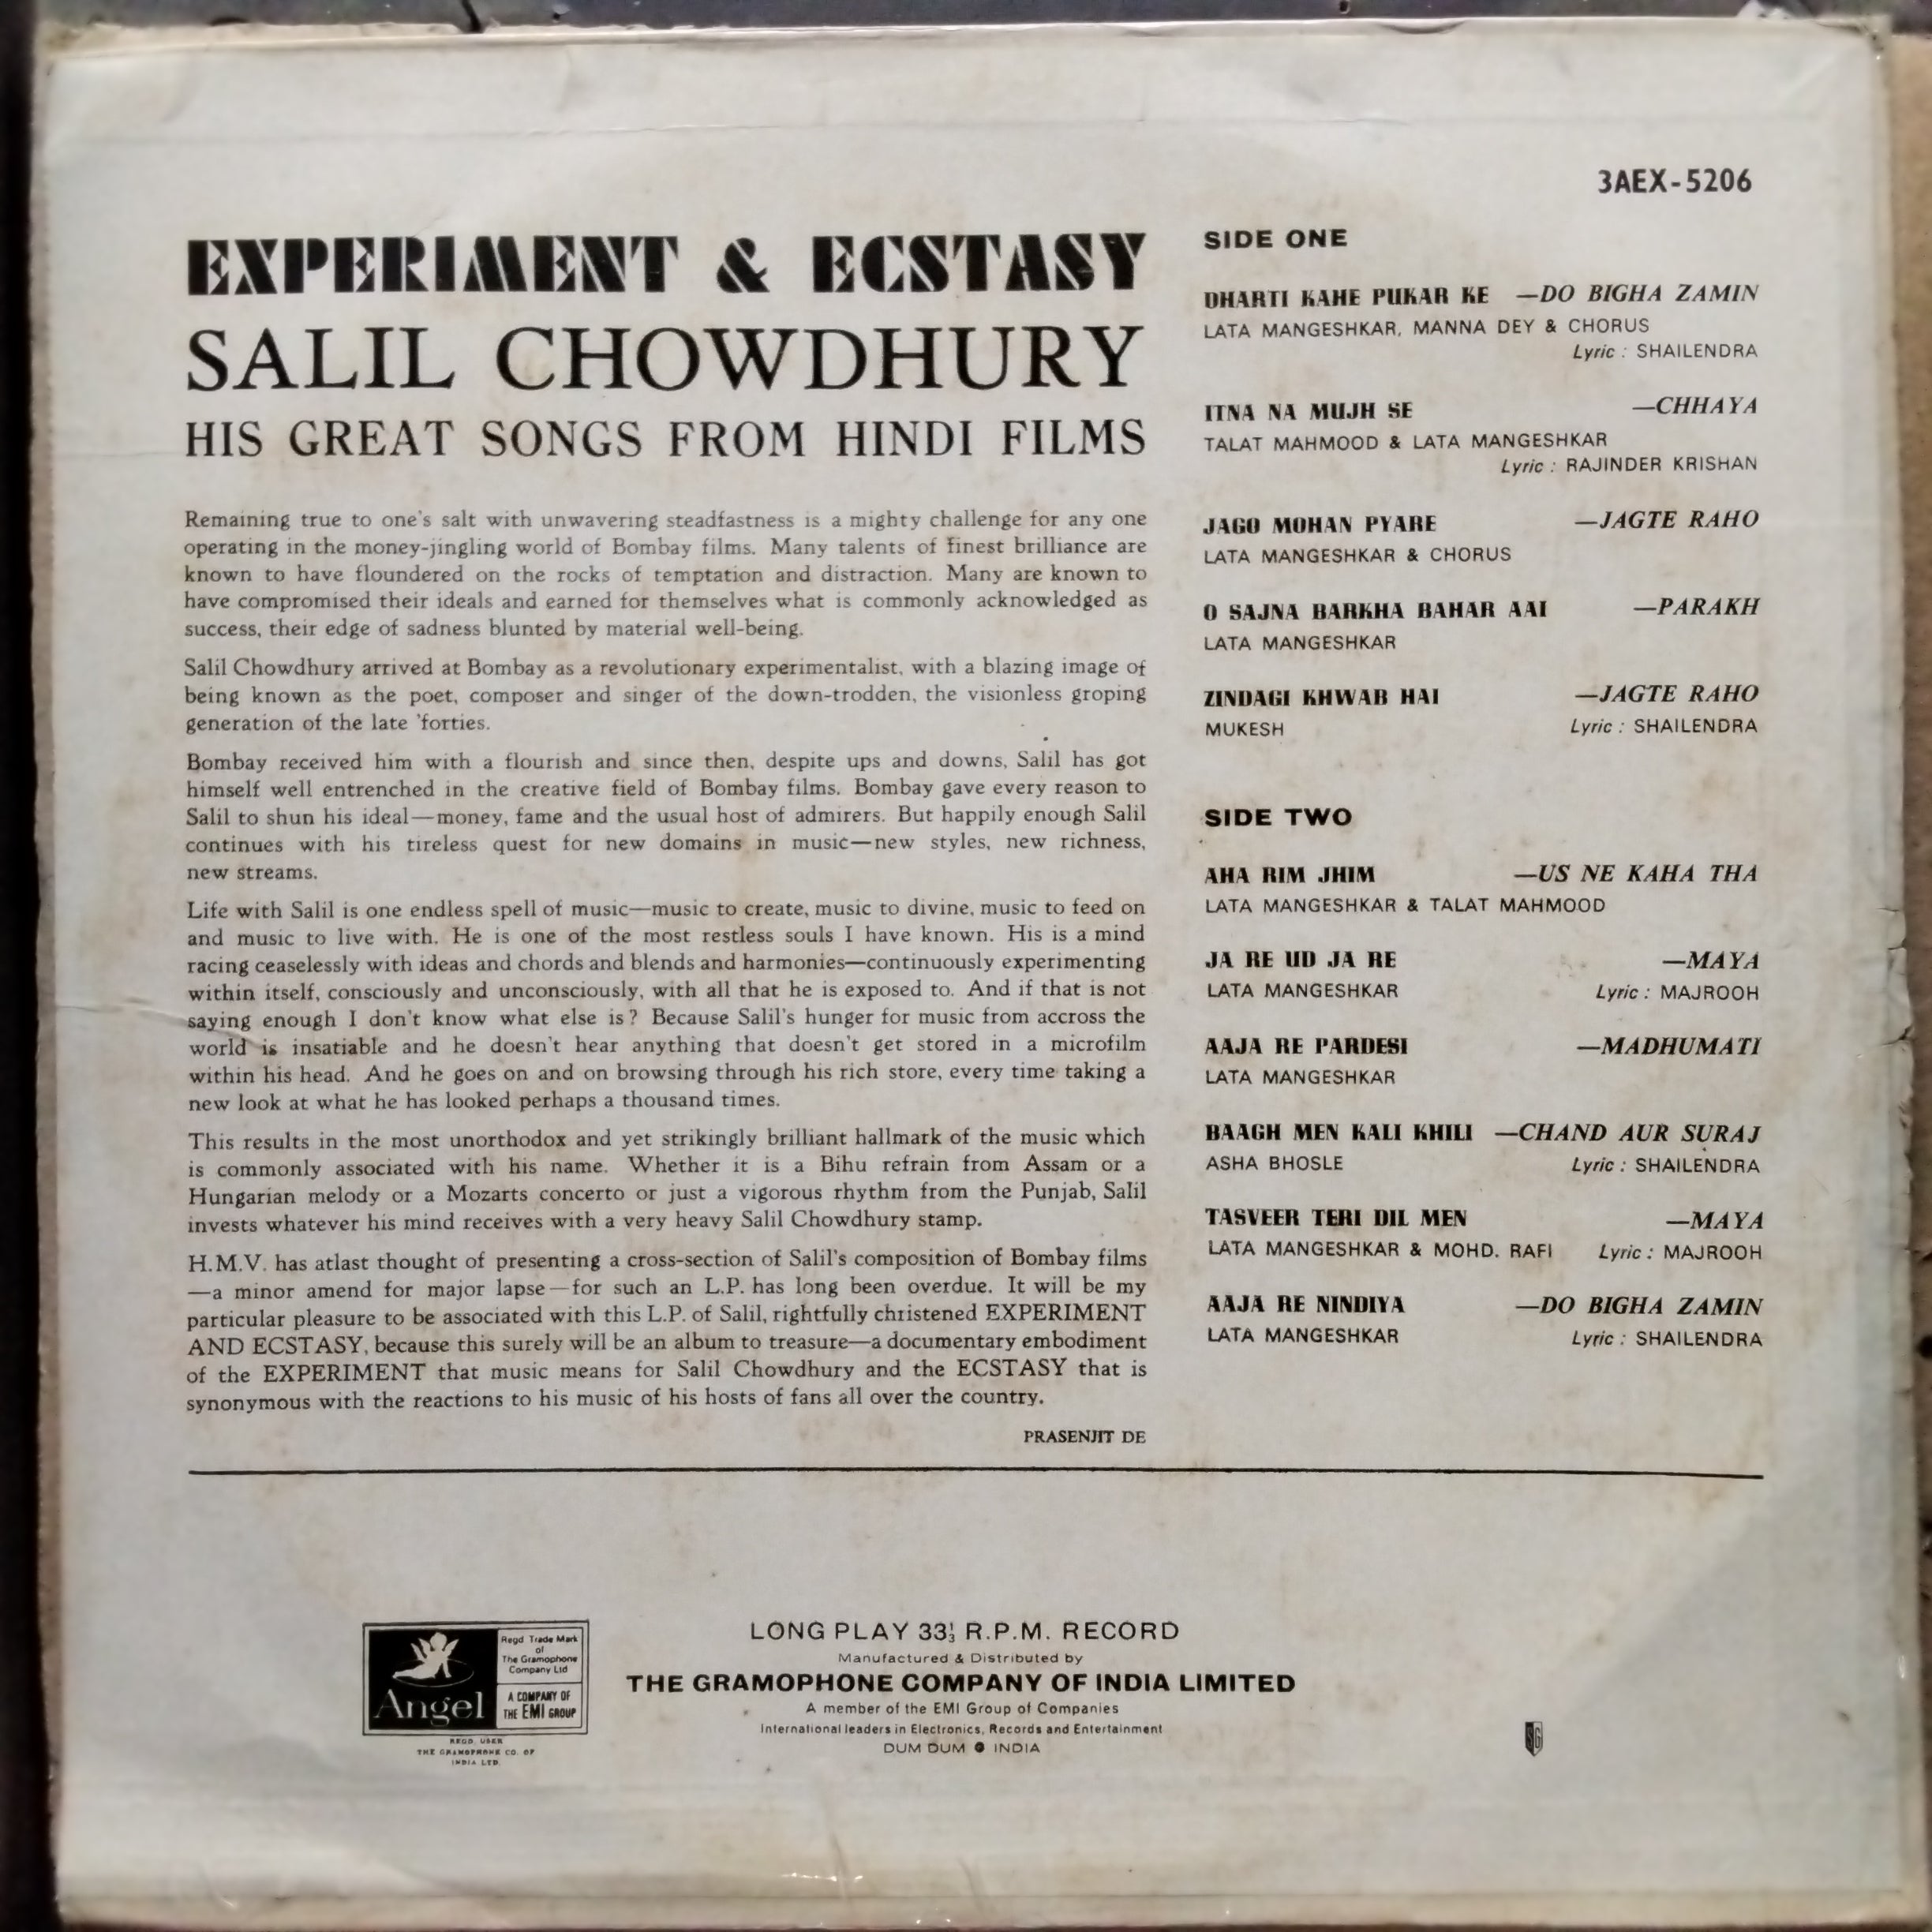 3AEX-5206
EXPERIMENT & ECSTASY
SALIL CHOWDHURY
HIS GREAT SONGS FROM HINDI FILMS
Remaining true to one's salt with unwavering steadfastness is a mighty challenge for any one
operating in the money-jingling world of Bombay films. Many talents of finest brilliance are
known to have floundered on the rocks of temptation and distraction. Many are known to
have compromised their ideals and earned for themselves what is commonly acknowledged as
success, their edge of sadness blunted by material well-being.
Salil Chowdhury arrived at Bombay as a revolutionary experimentalist, with a blazing image of
being known as the poet, composer and singer of the down-trodden, the visionless groping
generation of the late 'forties.
Bombay received him with a flourish and since then, despite ups and downs, Salil has got
himself well entrenched in the creative field of Bombay films. Bombay gave every reason to
Salil to shun his ideal—money, fame and the usual host of admirers. But happily enough Salil
continues with his tireless quest for new domains in music—new styles, new richness,
new streams.
Life with Salil is one endless spell of music—music to create, music to divine, music to feed on
and music to live with. He is one of the most restless souls I have known. His is a mind
racing ceaselessly with ideas and chords and blends and harmonies—continuously experimenting
within itself, consciously and unconsciously, with all that he is exposed to. And if that is not
saying enough I don't know what else is? Because Salil's hunger for music from accross the
world is insatiable and he doesn't hear anything that doesn't get stored in a microfilm
within his head. And he goes on and on browsing through his rich store, every time taking a
new look at what he has looked perhaps a thousand times.
This results in the most unorthodox and yet strikingly brilliant hallmark of the music which
is commonly associated with his name. Whether it is a Bihu refrain from Assam or a
Hungarian melody or a Mozarts concerto or just a vigorous rhythm from the Punjab, Salil
invests whatever his mind receives with a very heavy Salil Chowdhury stamp.
H.M.V. has atlast thought of presenting a cross-section of Salil's composition of Bombay films
—a minor amend for major lapse—for such an L.P. has long been overdue. It will be my
particular pleasure to be associated with this L.P. of Salil, rightfully christened EXPERIMENT
AND ECSTASY, because this surely will be an album to treasure—a documentary embodiment
of the EXPERIMENT that music means for Salil Chowdhury and the ECSTASY that is
synonymous with the reactions to his music of his hosts of fans all over the country.
PRASENJIT DE
SIDE ONE
DHARTI KAHE PUKAR KE —DO BIGHA ZAMIN
LATA MANGESHKAR, MANNA DEY & CHORUS
Lyric : SHAILENDRA
ITNA NA MUJH SE —CHHAYA
TALAT MAHMOOD & LATA MANGESHKAR
Lyric : RAJINDER KRISHAN
JAGO MOHAN PYARE —JAGTE RAHO
LATA MANGESHKAR & CHORUS
O SAJNA BARKHA BAHAR AAI —PARAKH
LATA MANGESHKAR
ZINDAGI KHWAB HAI —JAGTE RAHO
MUKESH Lyric : SHAILENDRA
SIDE TWO
AHA RIM JHIM —US NE KAHA THA
LATA MANGESHKAR & TALAT MAHMOOD
JA RE UD JA RE —MAYA
LATA MANGESHKAR Lyric : MAJROOH
AAJA RE PARDESI —MADHUMATI
LATA MANGESHKAR
BAAGH MEN KALI KHILI —CHAND AUR SURAJ
ASHA BHOSLE Lyric : SHAILENDRA
TASVEER TERI DIL MEN —MAYA
LATA MANGESHKAR & MOHD. RAFI Lyric : MAJROOH
AAJA RE NINDIYA —DO BIGHA ZAMIN
LATA MANGESHKAR Lyric : SHAILENDRA
Angel
Regd Trade Mark
of
The Gramophone
Company Ltd
A COMPANY OF
THE EMI GROUP
REGD. USER
THE GRAMOPHONE CO. OF
INDIA LTD.
LONG PLAY 33⅓ R.P.M. RECORD
Manufactured & Distributed by
THE GRAMOPHONE COMPANY OF INDIA LIMITED
A member of the EMI Group of Companies
International leaders in Electronics, Records and Entertainment
DUM DUM ● INDIA